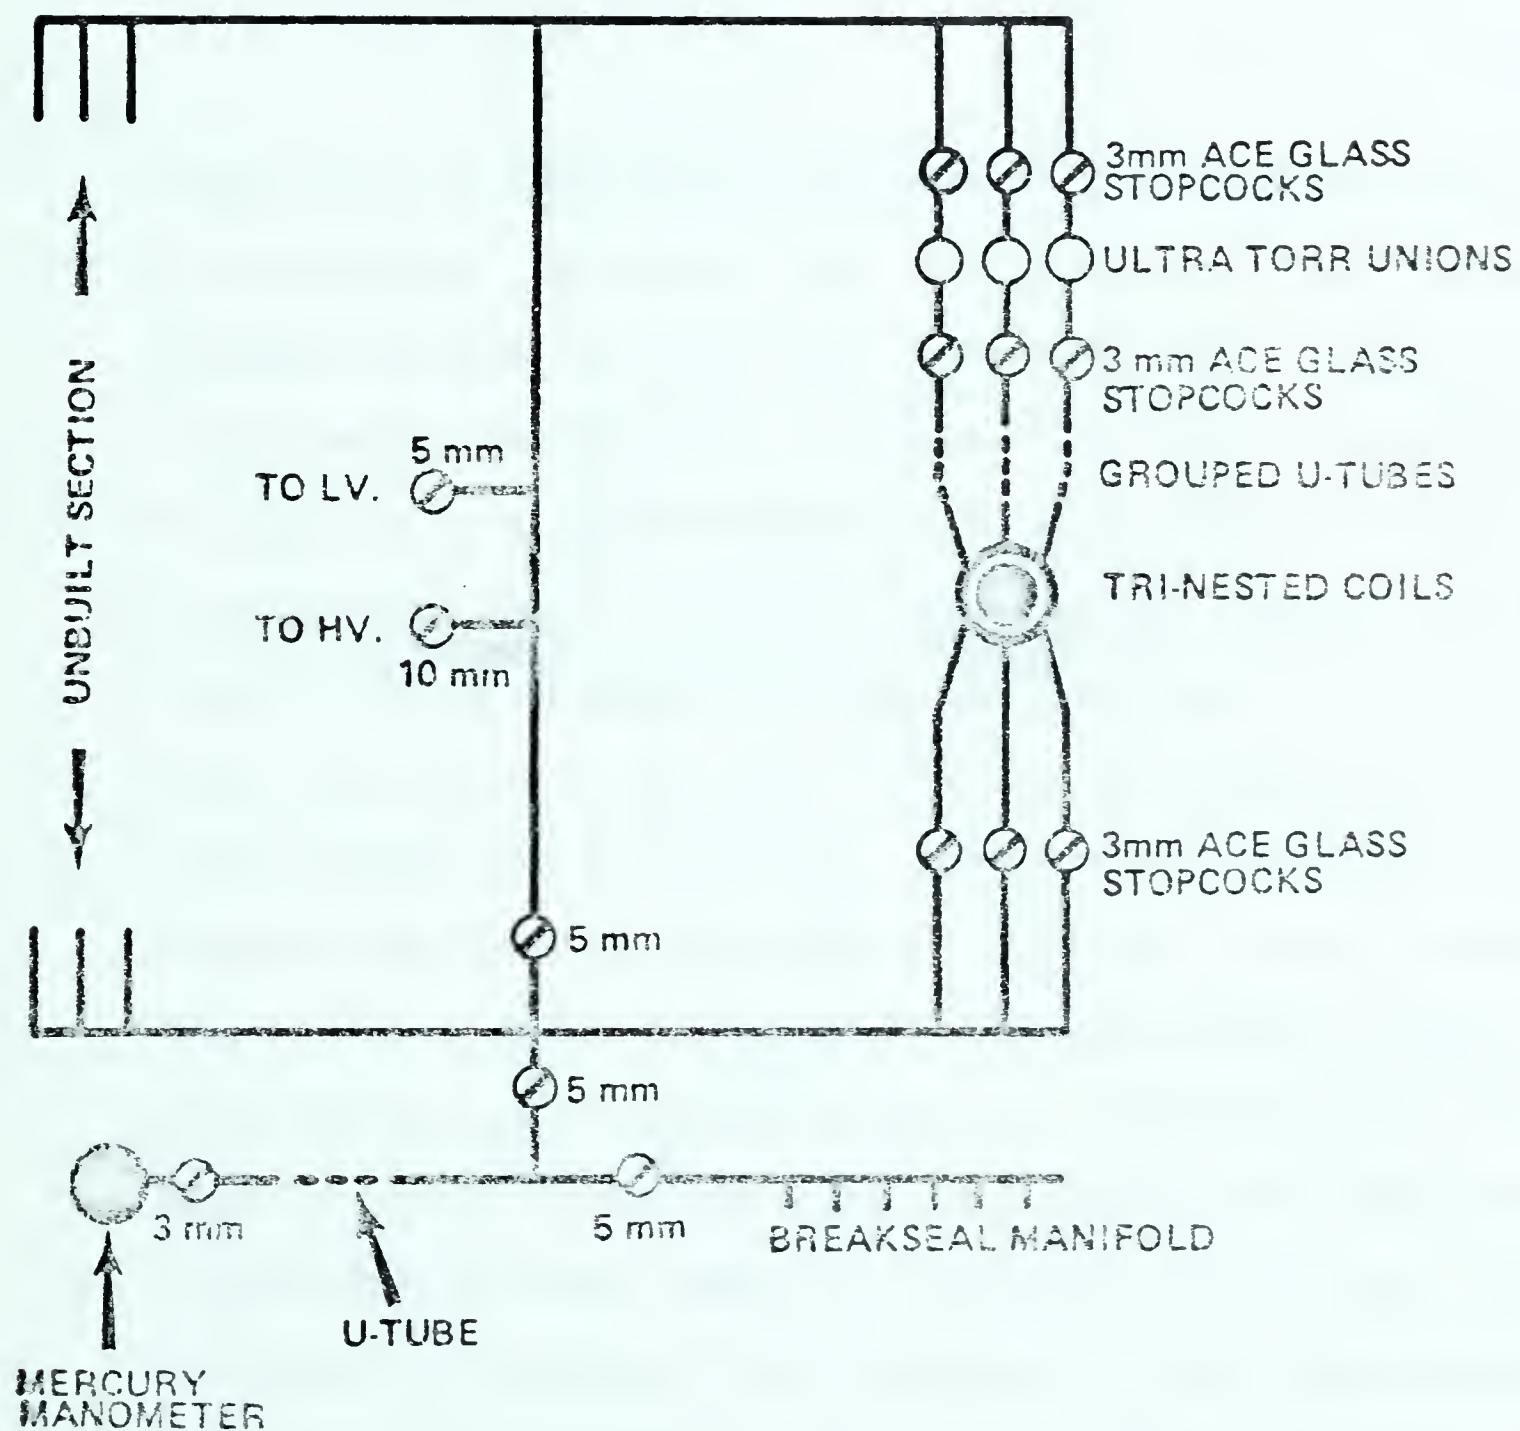 3mm ACE GLASS
STOPCOCKS
ULTRA TORR UNIONS
3 mm ACE GLASS
STOPCOCKS
GROUPED U-TUBES
TRI-NESTED COILS
UNBUILT SECTION
5 mm
TO LV.
TO HV.
10 mm
3mm ACE GLASS
STOPCOCKS
5 mm
5 mm
3 mm
5 mm
BREAKSEAL MANIFOLD
U-TUBE
MERCURY
MANOMETER